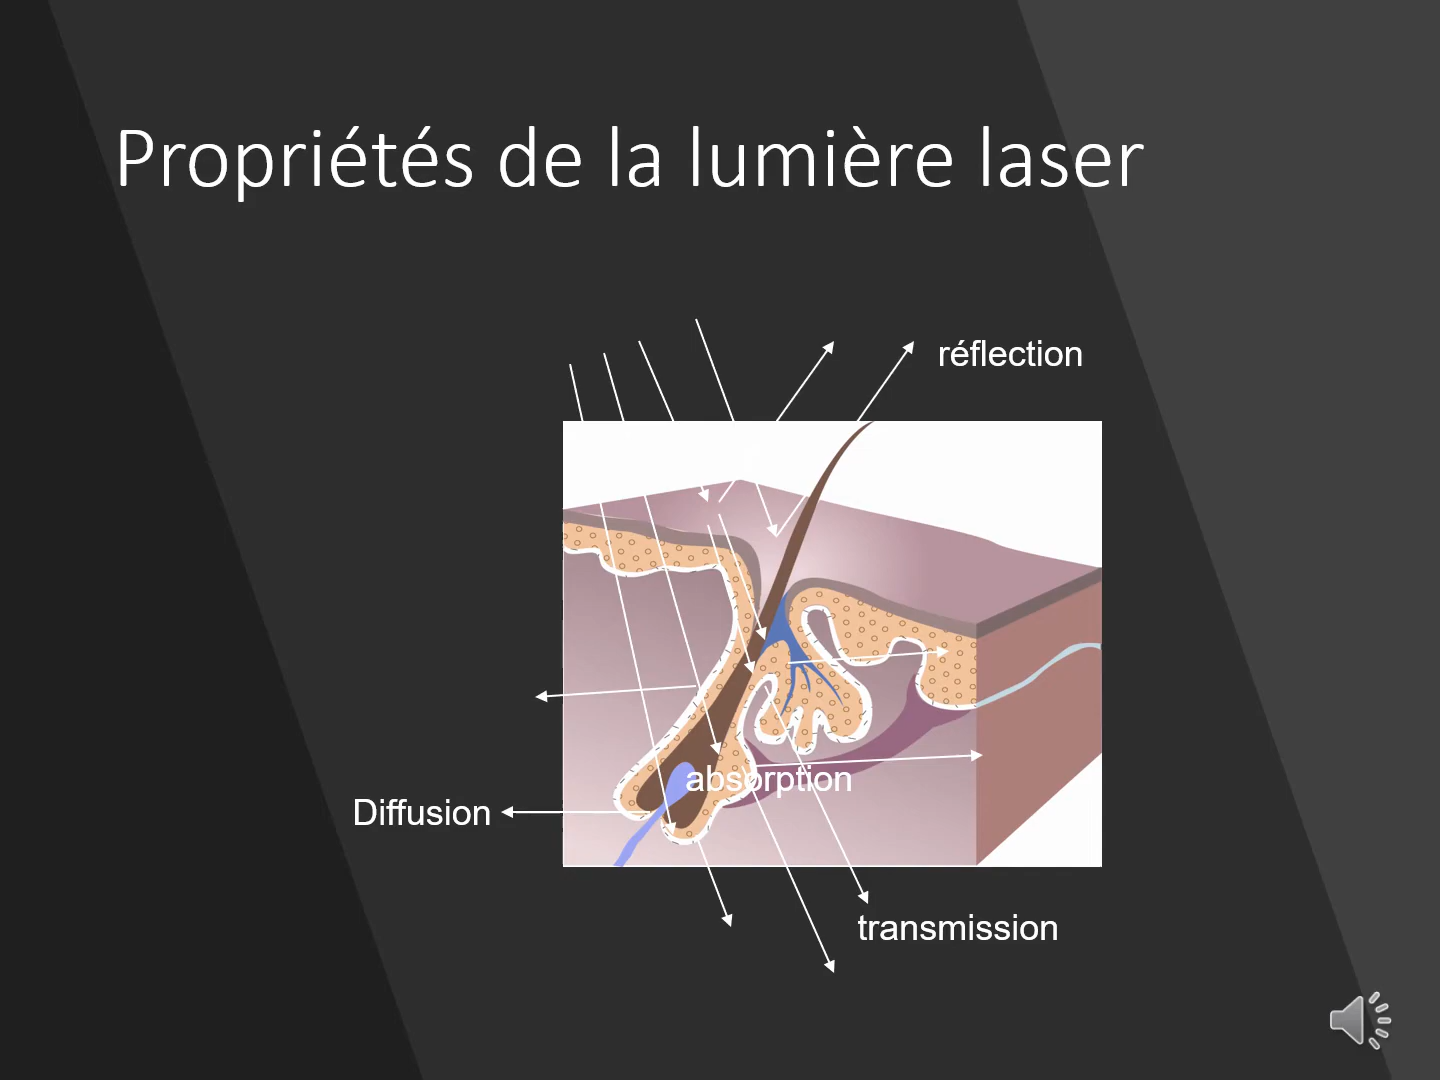 Propriétés de la lumière laser
réflection
absorption
Diffusion
transmission